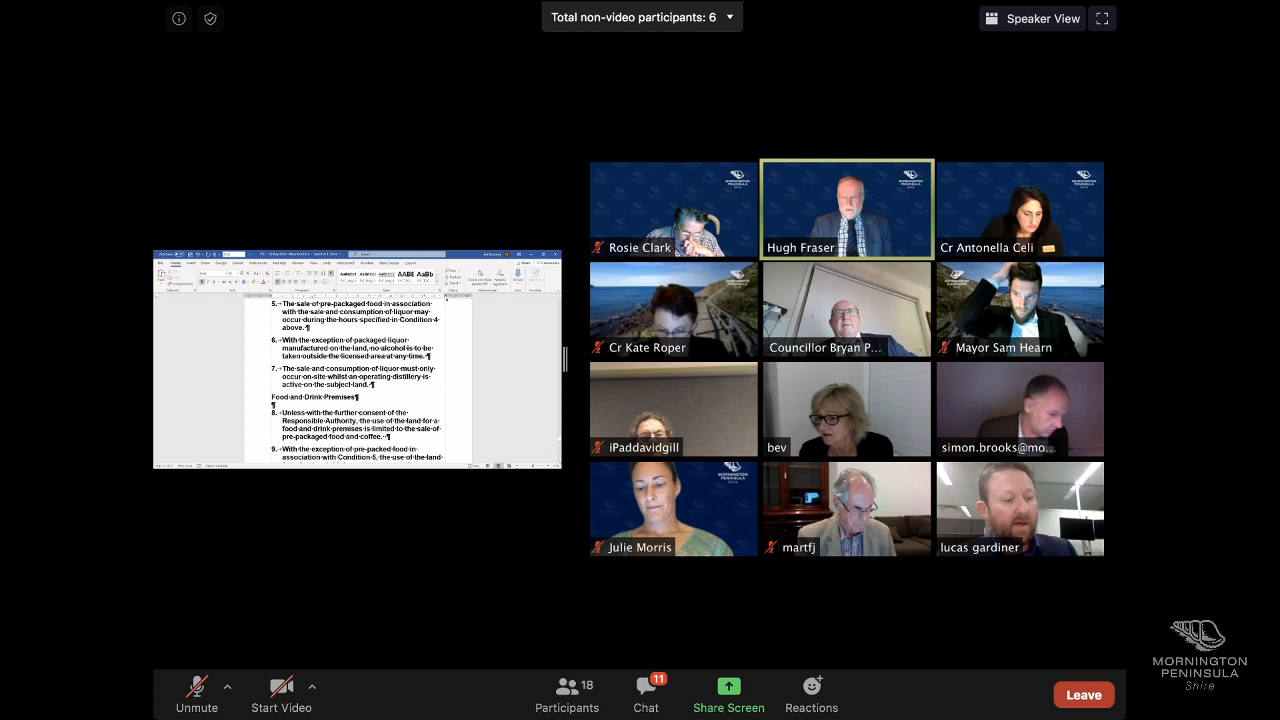 Total non-video participants: 6
Speaker View
5. The sale of pre-packaged food in association
with the sale and consumption of liquor may
occur during the hours specified in Condition 4
above.
6. With the exception of packaged liquor
manufactured on the land, no alcohol is to be
taken outside the licensed area at any time.
7. The sale and consumption of liquor must only
occur on site whilst an operating distillery is
active on the subject land.
Food and Drink Premises
8. Unless with the further consent of the
Responsible Authority, the use of the land for a
food and drink premises is limited to the sale of
pre-packaged food and coffee.
9. With the exception of pre-packed food in
association with Condition 5, the use of the land
MORNINGTON
PENINSULA
Shire
Rosie Clark
Hugh Fraser
Cr Antonella Celi
Cr Kate Roper
Councillor Bryan P...
Mayor Sam Hearn
iPaddavidgill
bev
simon.brooks@mo...
Julie Morris
martfj
lucas gardiner
MORNINGTON
PENINSULA
Shire
Unmute
Start Video
18
Participants
11
Chat
Share Screen
Reactions
Leave